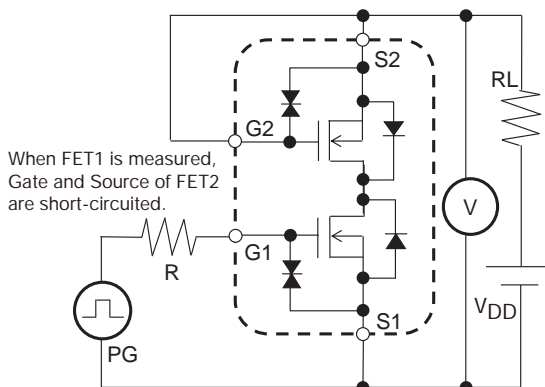 S2
RL
G2
When FET1 is measured,
Gate and Source of FET2
are short-circuited.
V
G1
R
VDD
S1
PG